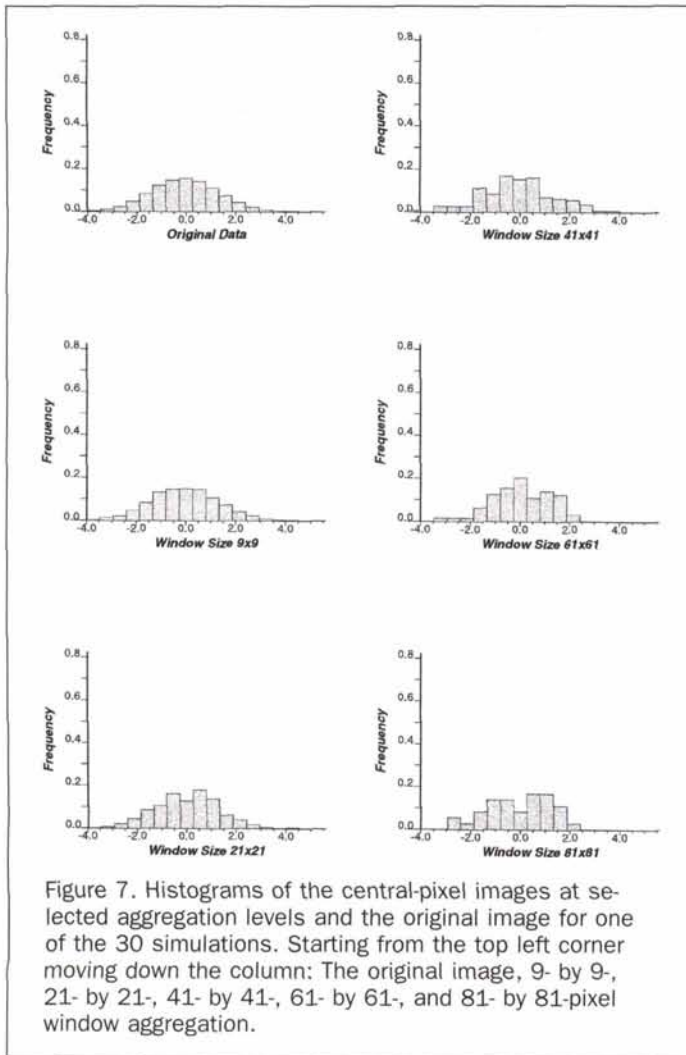 0.8
0.6
0.4
0.2
0.0
Frequency
-4.0 -2.0 0.0 2.0 4.0
Original Data
0.8
0.6
0.4
0.2
0.0
Frequency
-4.0 -2.0 0.0 2.0 4.0
Window Size 9x9
0.8
0.6
0.4
0.2
0.0
Frequency
-4.0 -2.0 0.0 2.0 4.0
Window Size 21x21
0.8
0.6
0.4
0.2
0.0
Frequency
-4.0 -2.0 0.0 2.0 4.0
Window Size 41x41
0.8
0.6
0.4
0.2
0.0
Frequency
-4.0 -2.0 0.0 2.0 4.0
Window Size 61x61
0.8
0.6
0.4
0.2
0.0
Frequency
-4.0 -2.0 0.0 2.0 4.0
Window Size 81x81
Figure 7. Histograms of the central-pixel images at se-
lected aggregation levels and the original image for one
of the 30 simulations. Starting from the top left corner
moving down the column: The original image, 9- by 9-,
21- by 21-, 41- by 41-, 61- by 61-, and 81- by 81-pixel
window aggregation.